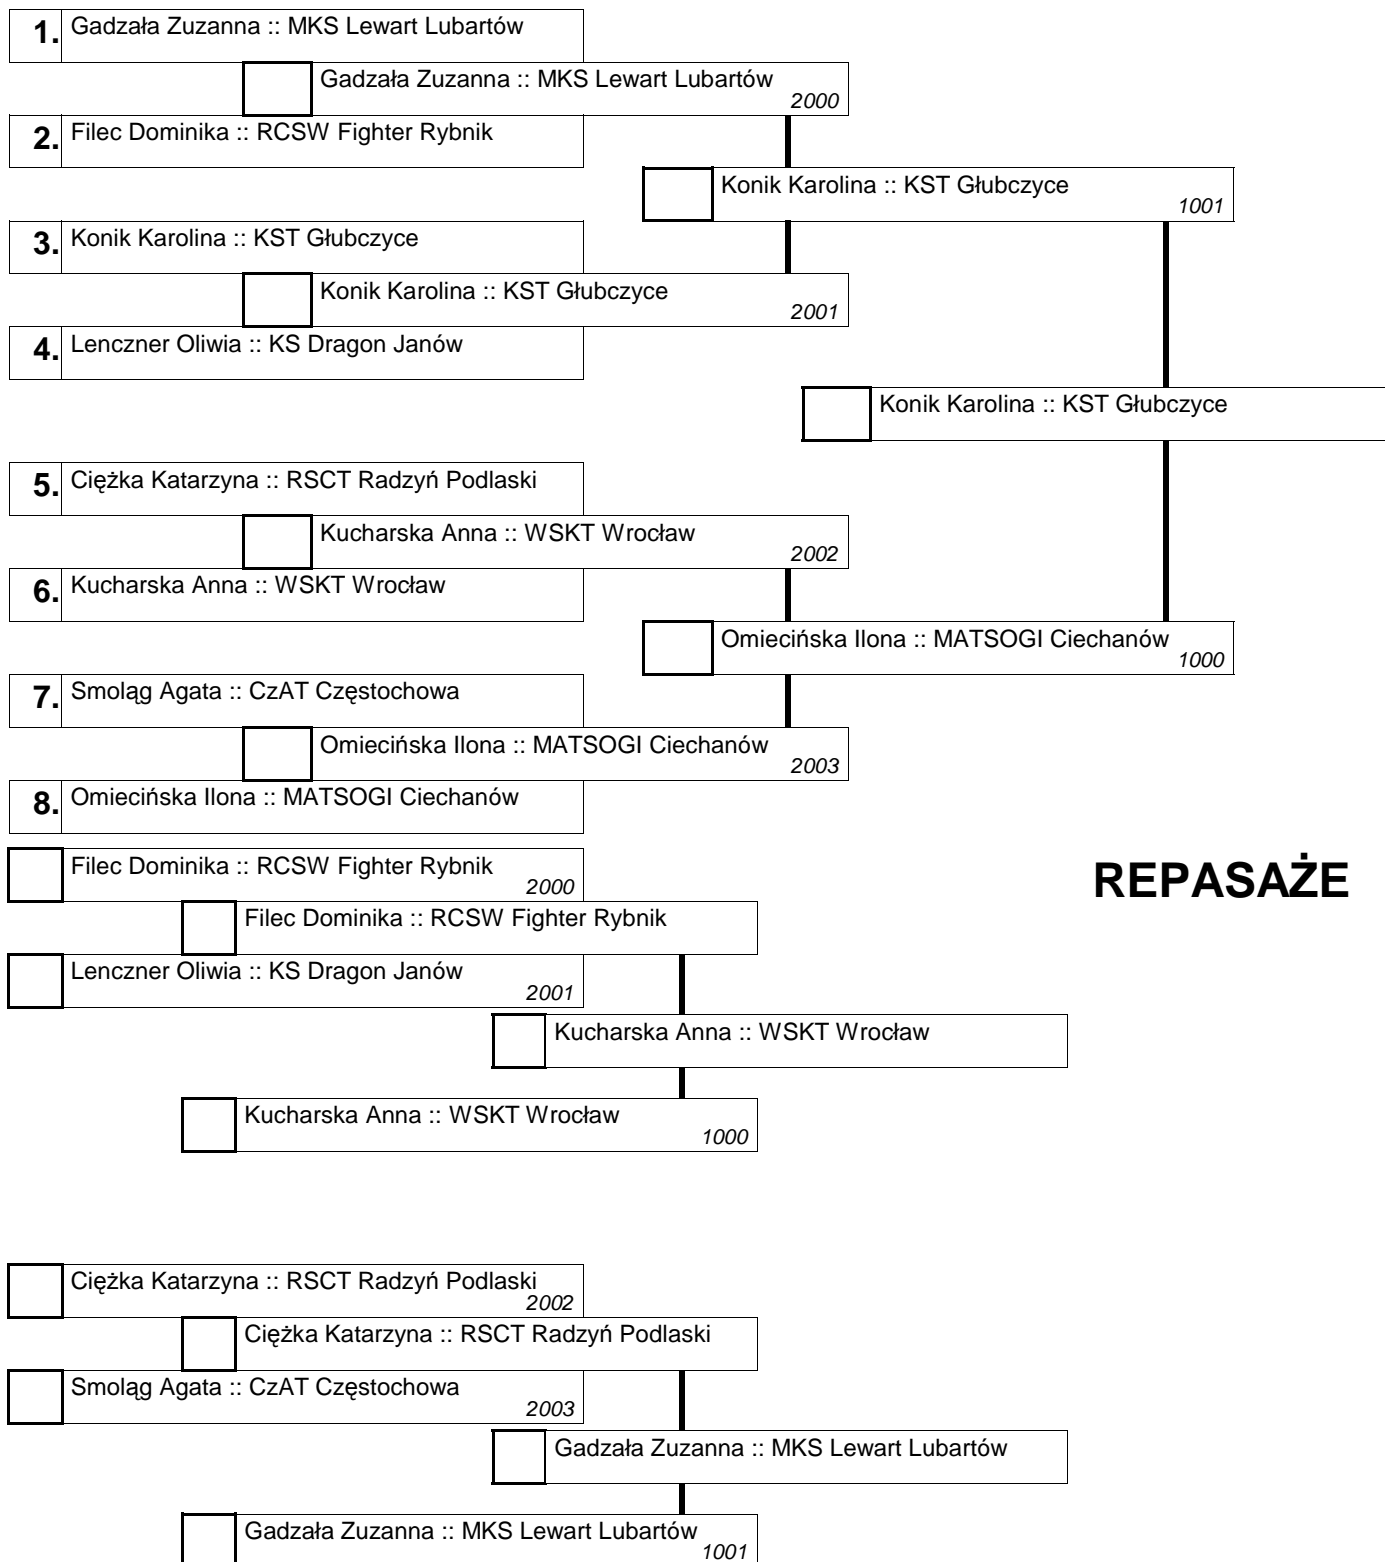 1. Gadzała Zuzanna :: MKS Lewart Lubartów
Gadzała Zuzanna :: MKS Lewart Lubartów
2000
2. Filec Dominika :: RCSW Fighter Rybnik
Konik Karolina :: KST Głubczyce
1001
3. Konik Karolina :: KST Głubczyce
Konik Karolina :: KST Głubczyce
2001
4. Lenczner Oliwia :: KS Dragon Janów
Konik Karolina :: KST Głubczyce
5. Ciężka Katarzyna :: RSCT Radzyń Podlaski
Kucharska Anna :: WSKT Wrocław
2002
6. Kucharska Anna :: WSKT Wrocław
Omiecińska Ilona :: MATSOGI Ciechanów
1000
7. Smoląg Agata :: CzAT Częstochowa
Omiecińska Ilona :: MATSOGI Ciechanów
2003
8. Omiecińska Ilona :: MATSOGI Ciechanów
Filec Dominika :: RCSW Fighter Rybnik
2000
REPASAŻE
Filec Dominika :: RCSW Fighter Rybnik
Lenczner Oliwia :: KS Dragon Janów
2001
Kucharska Anna :: WSKT Wrocław
Kucharska Anna :: WSKT Wrocław
1000
Ciężka Katarzyna :: RSCT Radzyń Podlaski
2002
Ciężka Katarzyna :: RSCT Radzyń Podlaski
Smoląg Agata :: CzAT Częstochowa
2003
Gadzała Zuzanna :: MKS Lewart Lubartów
Gadzała Zuzanna :: MKS Lewart Lubartów
1001